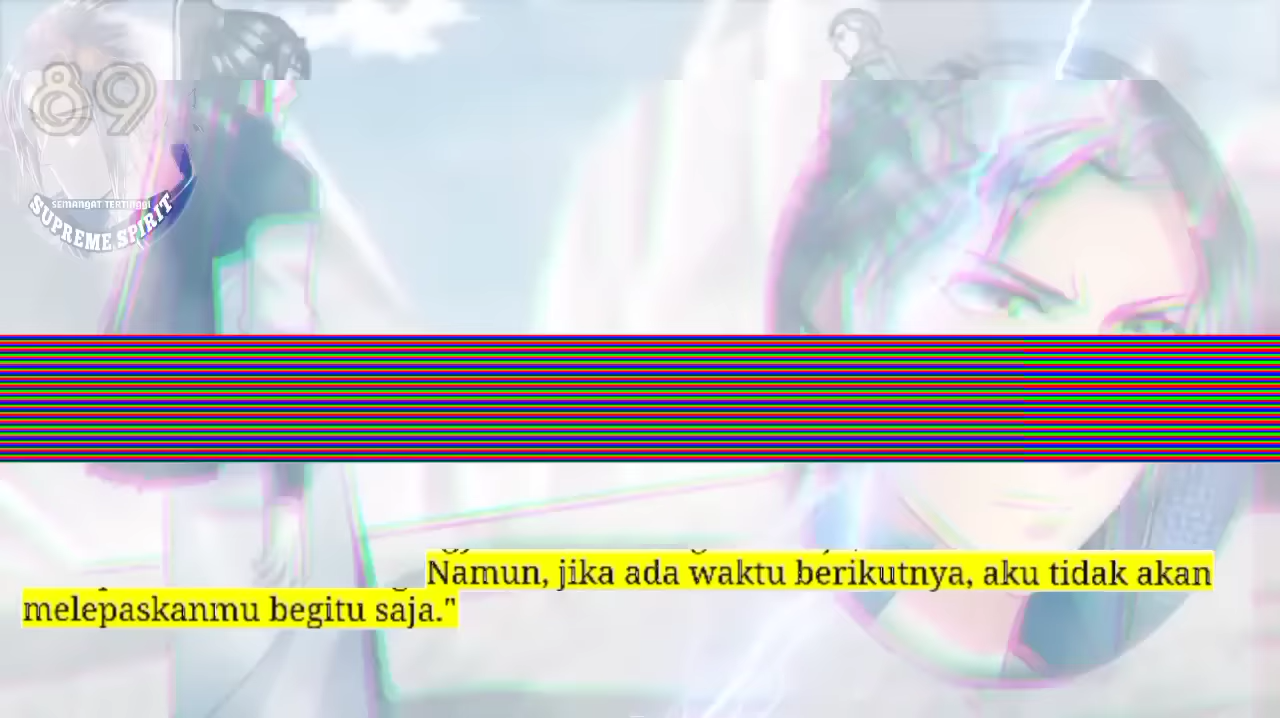 89
SEMANGAT TERTINGGI
SUPREME SPIRIT
Namun, jika ada waktu berikutnya, aku tidak akan
melepaskanmu begitu saja."